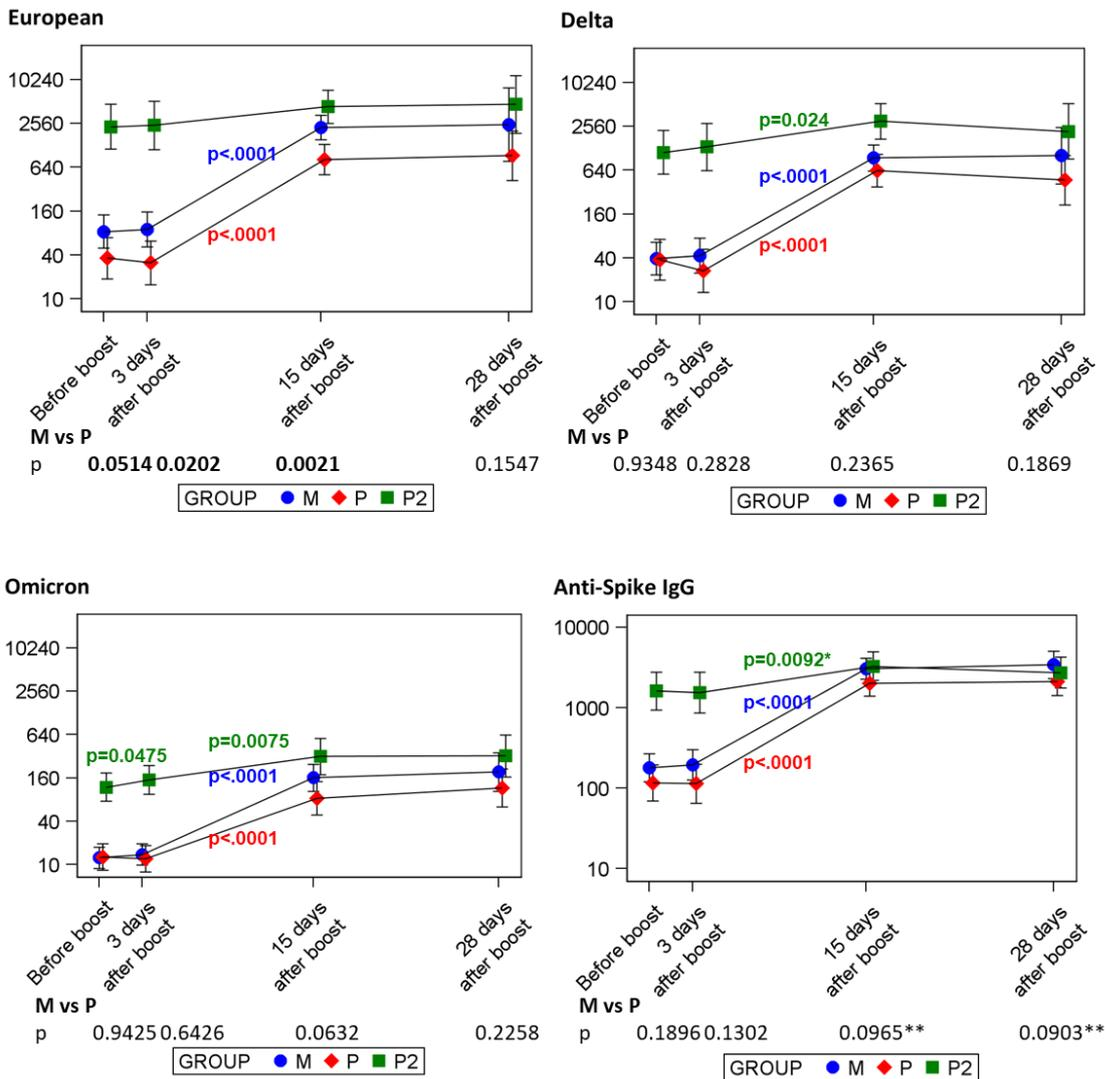 European
10240
2560
640
160
40
10
p<.0001
p<.0001
Before boost
3 days
after boost
15 days
after boost
28 days
after boost
M vs P
p 0.0514 0.0202 0.0021 0.1547
GROUP M P P2
Delta
10240
2560
640
160
40
10
p=0.024
p<.0001
p<.0001
Before boost
3 days
after boost
15 days
after boost
28 days
after boost
M vs P
0.9348 0.2828 0.2365 0.1869
GROUP M P P2
Omicron
10240
2560
640
160
40
10
p=0.0475
p=0.0075
p<.0001
p<.0001
Before boost
3 days
after boost
15 days
after boost
28 days
after boost
M vs P
p 0.9425 0.6426 0.0632 0.2258
GROUP M P P2
Anti-Spike IgG
10000
1000
100
10
p=0.0092*
p<.0001
p<.0001
Before boost
3 days
after boost
15 days
after boost
28 days
after boost
M vs P
p 0.1896 0.1302 0.0965** 0.0903**
GROUP M P P2